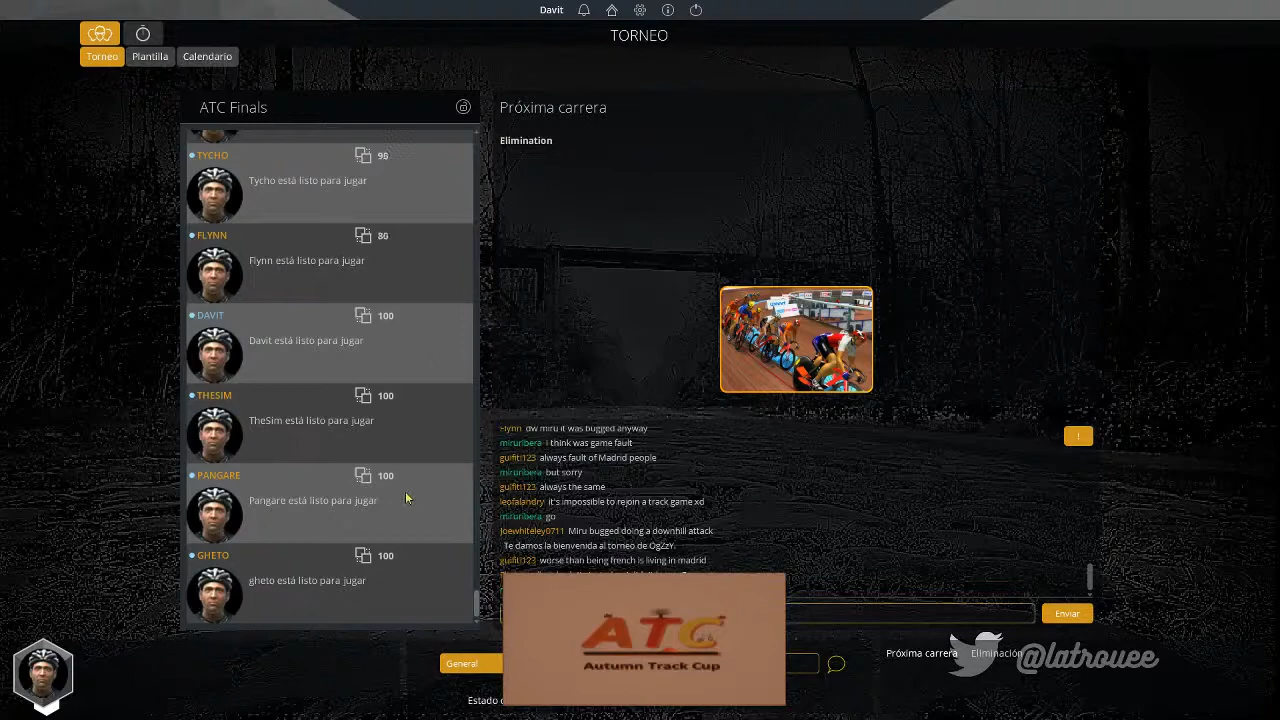 Davit
TORNEO
Torneo Plantilla Calendario
ATC Finals
TYCHO 98
Tycho está listo para jugar
FLYNN 80
Flynn está listo para jugar
DAVIT 100
Davit está listo para jugar
THESIM 100
TheSim está listo para jugar
PANGARE 100
Pangare está listo para jugar
GHETO 100
gheto está listo para jugar
Próxima carrera
Elimination
Flynn dw miru it was bugged anyway
miruribera I think was game fault
guifiti123 always fault of Madrid people
miruribera but sorry
guifiti123 always the same
leofalandry it's impossible to rejoin a track game xd
miruribera go
joewhiteley0711 Miru bugged doing a downhill attack
Te damos la bienvenida al torneo de OgZzY.
guifiti123 worse than being french is living in madrid
!
Enviar
ATC
Autumn Track Cup
General
Próxima carrera Eliminación
@latrouee
Estado